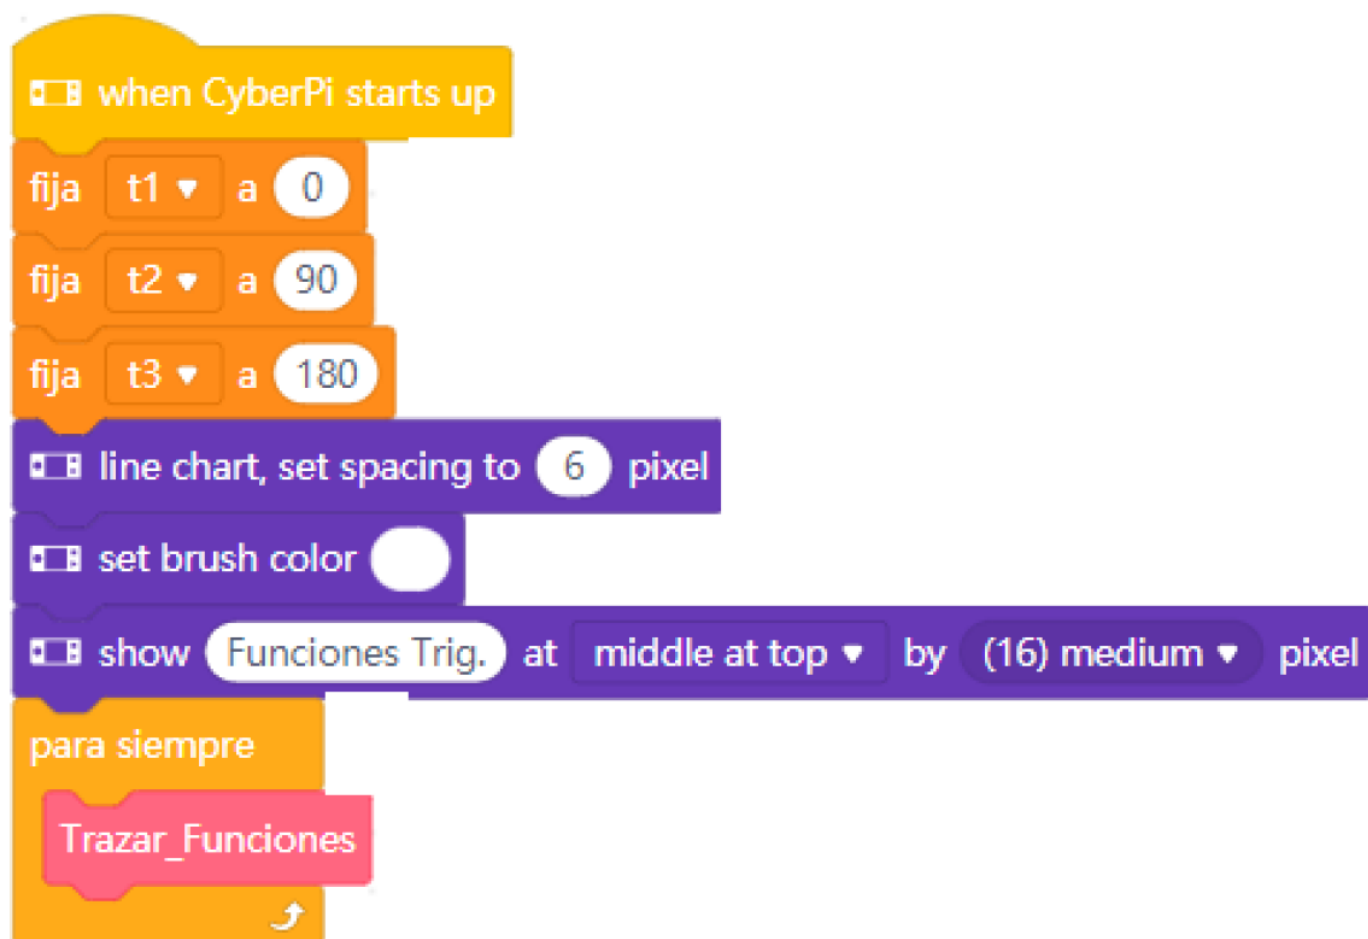 when CyberPi starts up
fija t1 a 0
fija t2 a 90
fija t3 a 180
line chart, set spacing to 6 pixel
set brush color
show Funciones Trig. at middle at top by (16) medium pixel
para siempre
Trazar_Funciones